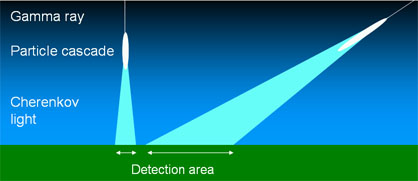 Gamma ray
Particle cascade
Cherenkov
light
Detection area